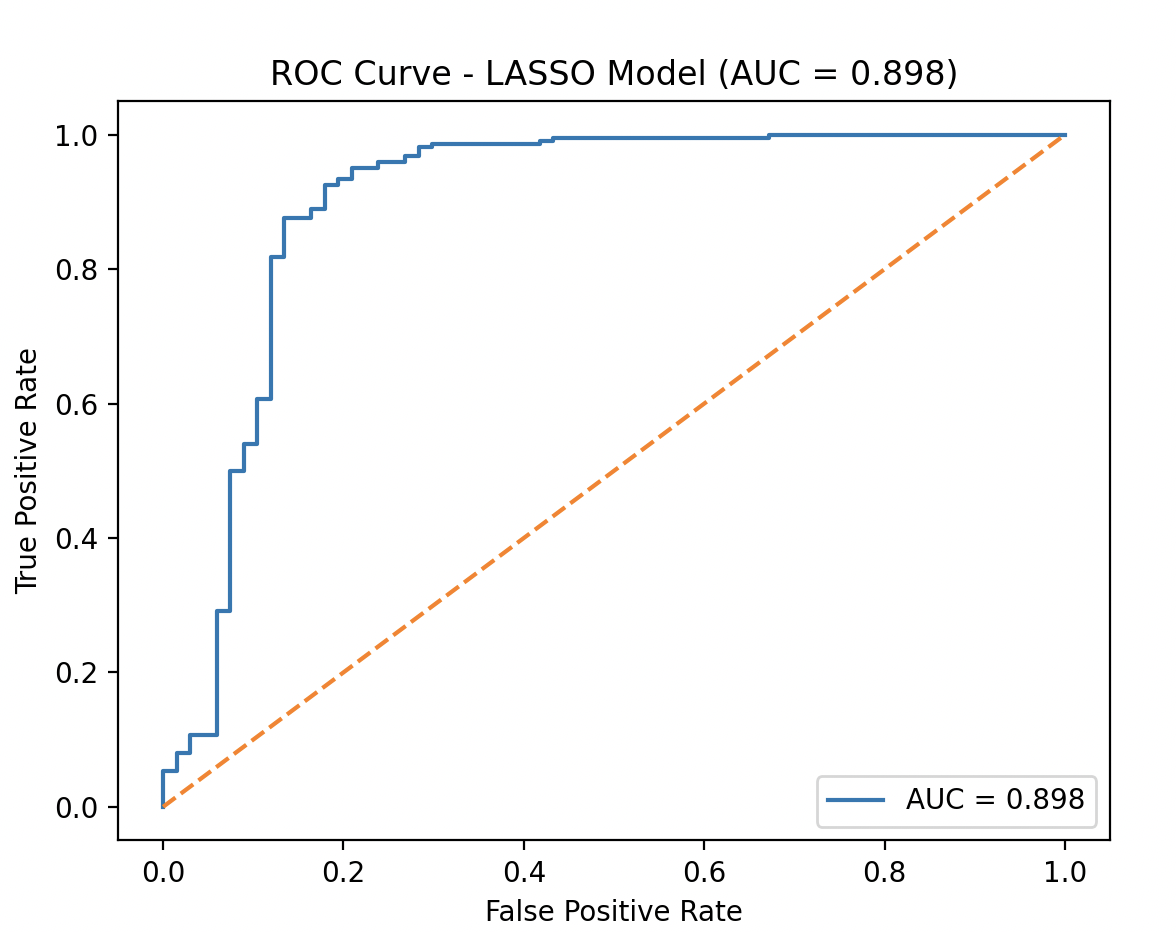 ROC Curve - LASSO Model (AUC = 0.898)
1.0
0.8
0.6
0.4
0.2
0.0
True Positive Rate
AUC = 0.898
0.0 0.2 0.4 0.6 0.8 1.0
False Positive Rate